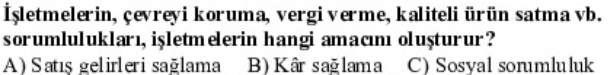 İşletmelerin, çevreyi koruma, vergi verme, kaliteli ürün satma vb.
sorumlulukları, işletmelerin hangi amacını oluşturur?
A) Satış gelirleri sağlama B) Kâr sağlama C) Sosyal sorumluluk